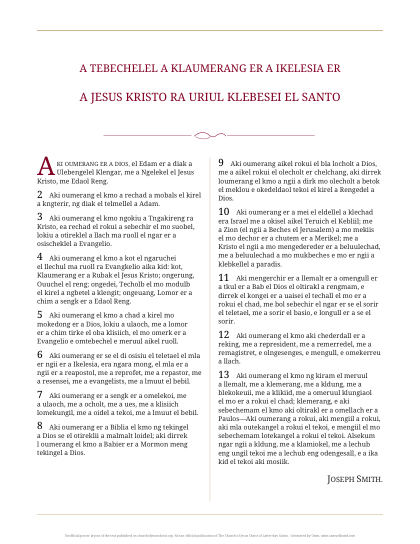 A TEBECHELEL A KLAUMERANG ER A IKELESIA ER
A JESUS KRISTO RA URIUL KLEBESEI EL SANTO
AKI OUMERANG ER A DIOS, el Edam er a diak a
Ulebengelel Klengar, me a Ngelekel el Jesus
Kristo, me Edaol Reng.
2 Aki oumerang el kmo a rechad a mobals el kirel
a kngterir, ng diak el telmellel a Adam.
3 Aki oumerang el kmo ngokiu a Tngakireng ra
Kristo, ea rechad el rokui a sebechir el mo suobel,
lokiu a otireklel a llach ma ruoll el ngar er a
osischeklel a Evangelio.
4 Aki oumerang el kmo a kot el ngaruchei
el llechul ma ruoll ra Evangelio aika kid: kot,
Klaumerang er a Rubak el Jesus Kristo; ongerung,
Ouuchel el reng; ongedei, Techolb el mo modulb
el kirel a ngbetel a klengit; ongeuang, Lomor er a
chim a sengk er a Edaol Reng.
5 Aki oumerang el kmo a chad a kirel mo
mokedong er a Dios, lokiu a ulaoch, me a lomor
er a chim tirke el oba klisiich, el mo omerk er a
Evangelio e omtebechel er meruul aikel ruoll.
6 Aki oumerang er se el di osisiu el teletael el mla
er ngii er a Ikelesia, era ngara mong, el mla er a
er ngii er a reapostol, me a reprofet, me a repastor, me
a resensei, me a evangelists, me a lmuut el bebil.
7 Aki oumerang er a sengk er a omelekoi, me
a ulaoch, me a ocholt, me a ues, me a klisiich
lomekungil, me a oidel a tekoi, me a lmuut el bebil.
8 Aki oumerang er a Biblia el kmo ng tekingel
a Dios se el otireklii a malmalt loidel; aki dirrek
l oumerang el kmo a Babier er a Mormon meng
tekingel a Dios.
9 Aki oumerang aikel rokui el bla locholt a Dios,
me a aikel rokui el olecholt er chelchang, aki dirrek
loumerang el kmo a ngii a dirk mo olecholt a betok
el meklou e okedeldaol tekoi el kirel a Rengedel a
Dios.
10 Aki oumerang er a mei el eldellel a klechad
era Israel me a okisel aikel Teruich el Kebliil; me
a Zion (el ngii a Beches el Jerusalem) a mo mekiis
el mo dechor er a chutem er a Merikel; me a
Kristo el ngii a mo mengedereder er a beluulechad,
me a beluulechad a mo mukbeches e mo er ngii a
klebkellel a paradis.
11 Aki mengerchir er a llemalt er a omengull er
a tkul er a Bab el Dios el oltirakl a rengmam, e
dirrek el kongei er a uaisei el techall el mo er a
rokui el chad, me bol sebechir el ngar er se el sorir
el teletael, me a sorir el basio, e longull er a se el
sorir.
12 Aki oumerang el kmo aki chederdall er a
reking, me a represident, me a remerredel, me a
remagistret, e olngesenges, e mengull, e omekerreu
a llach.
13 Aki oumerang el kmo ng kiram el meruul
a llemalt, me a klemerang, me a kldung, me a
blekeduuch, me a klikiid, me a omeruul klungiaol
el mo er a rokui el chad; klemerang, e aki
sebechemam el kmo aki oltirakl er a omellach er a
Paulos—Aki oumerang a rokui, aki mengiil a rokui,
aki mla outekangel a rokui el tekoi, e mengiil el mo
sebechemam lotekangel a rokui el tekoi. Alsekum
ngar ngii a kldung, me a klamiokel, me a lechub
eng ungil tekoi me a lechub eng odengesall, e a ika
kid el tekoi aki mosiik.
JOSEPH SMITH.